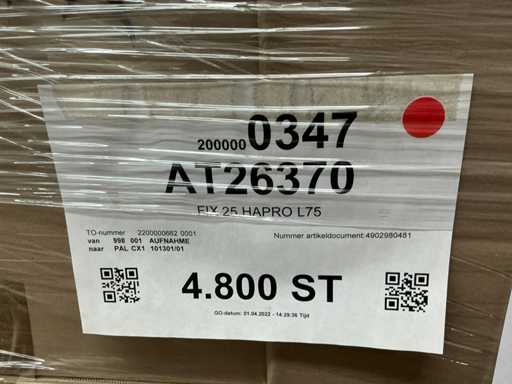 2000000347
AT26370
FIX 25 HAPRO L75
TO-nummer 2200000662 0001 Nummer artikeldocument:4902980481
van 998 001 AUFNAHME
naar PAL CX1 101301/01
4.800 ST
GO-datum: 01.04.2022 - 14:29:36 Tijd